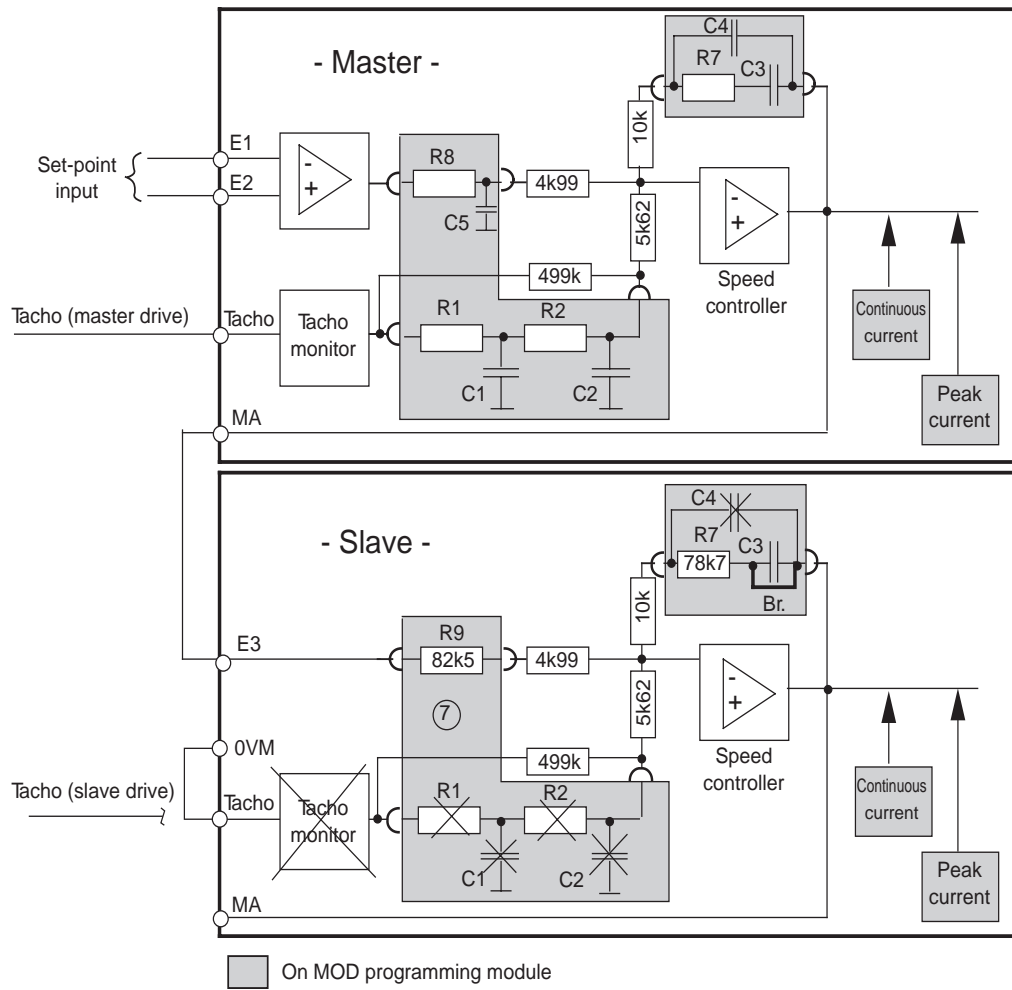 - Master -
C4
R7
C3
10k
E1
Set-point
input
E2
-
+
R8
4k99
C5
5k62
-
+
Speed
controller
499k
Tacho (master drive)
Tacho
Tacho
monitor
R1
R2
C1
C2
Continuous
current
Peak
current
MA
- Slave -
C4
R7
78k7
C3
Br.
10k
E3
R9
82k5
4k99
7
5k62
-
+
Speed
controller
0VM
499k
Tacho (slave drive)
Tacho
Tacho
monitor
R1
R2
C1
C2
Continuous
current
Peak
current
MA
On MOD programming module